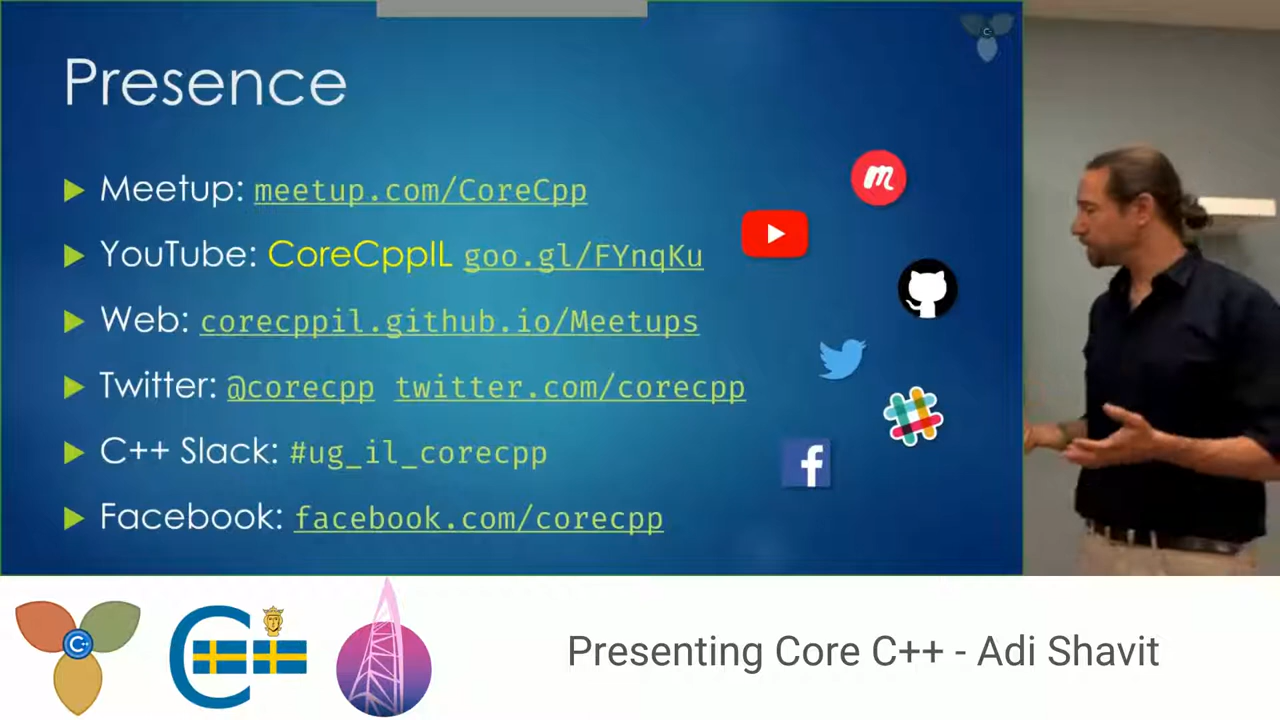 Presence
Meetup: meetup.com/CoreCpp
YouTube: CoreCppIL goo.gl/FYnqKu
Web: corecppil.github.io/Meetups
Twitter: @corecpp twitter.com/corecpp
C++ Slack: #ug_il_corecpp
Facebook: facebook.com/corecpp
C++
Presenting Core C++ - Adi Shavit